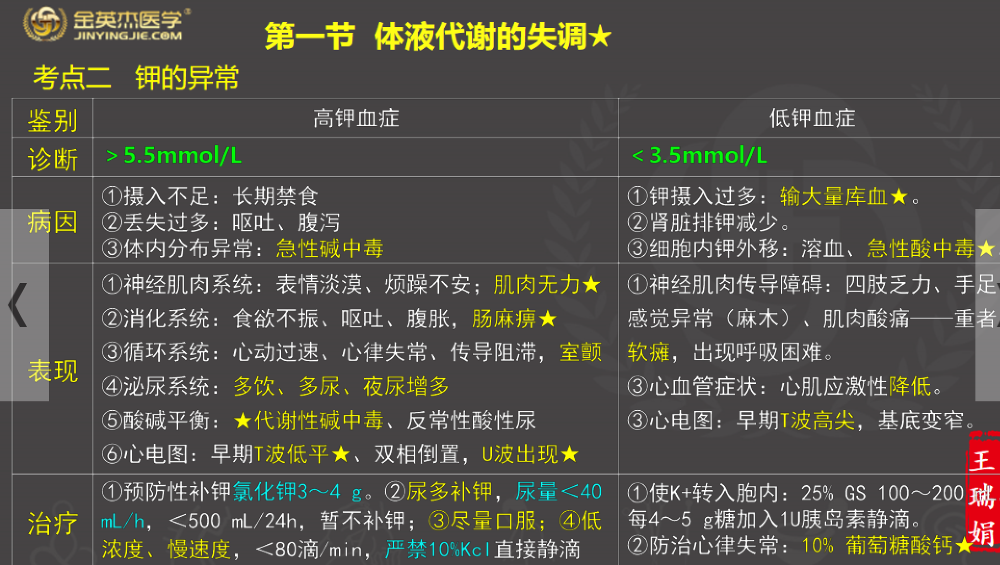 金英杰医学®
JINYINGJIE.COM
第一节 体液代谢的失调★
考点二 钾的异常
鉴别
高钾血症
低钾血症
诊断
＞5.5mmol/L
＜3.5mmol/L
病因
①摄入不足：长期禁食
②丢失过多：呕吐、腹泻
③体内分布异常：急性碱中毒
①钾摄入过多：输大量库血★。
②肾脏排钾减少。
③细胞内钾外移：溶血、急性酸中毒★
表现
①神经肌肉系统：表情淡漠、烦躁不安；肌肉无力★
②消化系统：食欲不振、呕吐、腹胀，肠麻痹★
③循环系统：心动过速、心律失常、传导阻滞，室颤
④泌尿系统：多饮、多尿、夜尿增多
⑤酸碱平衡：★代谢性碱中毒、反常性酸性尿
⑥心电图：早期T波低平★、双相倒置，U波出现★
①神经肌肉传导障碍：四肢乏力、手足
感觉异常（麻木）、肌肉酸痛——重者
软瘫，出现呼吸困难。
③心血管症状：心肌应激性降低。
③心电图：早期T波高尖，基底变窄。
治疗
①预防性补钾氯化钾3～4 g。②尿多补钾，尿量＜40
mL/h，＜500 mL/24h，暂不补钾；③尽量口服；④低
浓度、慢速度，＜80滴/min，严禁10%Kcl直接静滴
①使K+转入胞内：25% GS 100～200
每4～5 g糖加入1U胰岛素静滴。
②防治心律失常：10% 葡萄糖酸钙★
王瑞娟